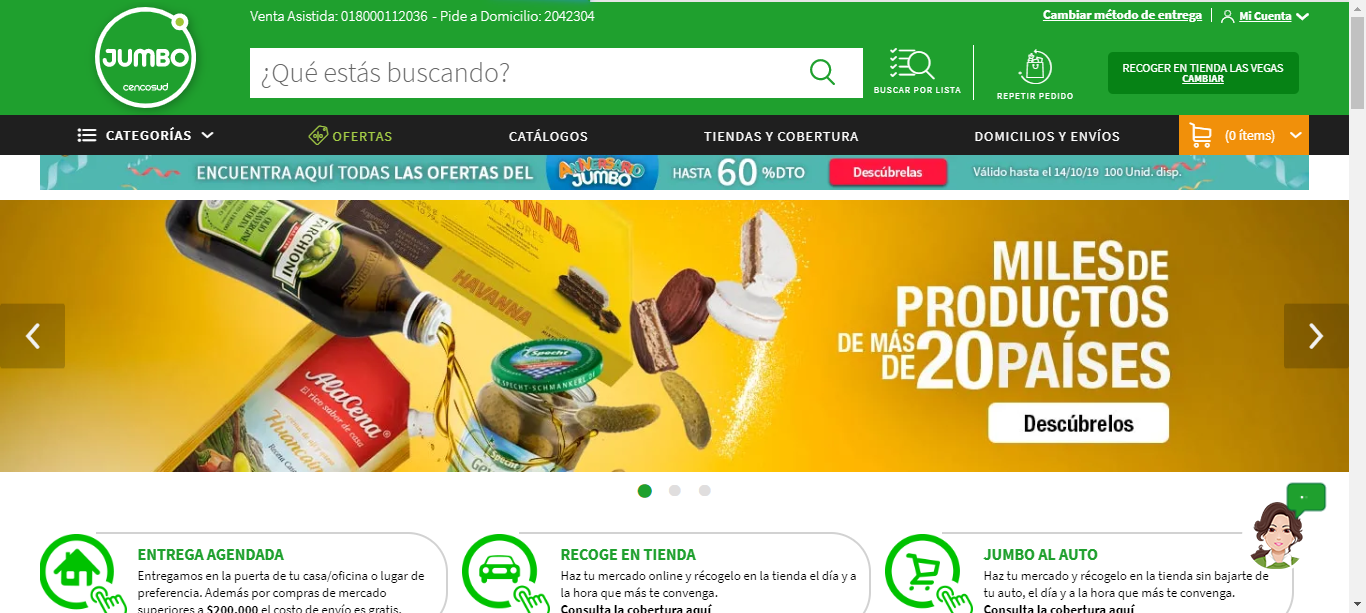 Venta Asistida: 018000112036 - Pide a Domicilio: 2042304
Cambiar método de entrega
Mi Cuenta
JUMBO
cencosud
¿Qué estás buscando?
BUSCAR POR LISTA
REPETIR PEDIDO
RECOGER EN TIENDA LAS VEGAS
CAMBIAR
CATEGORÍAS
OFERTAS
CATÁLOGOS
TIENDAS Y COBERTURA
DOMICILIOS Y ENVÍOS
(0 ítems)
ENCUENTRA AQUÍ TODAS LAS OFERTAS DEL
ANIVERSARIO
JUMBO
HASTA 60 %DTO
Descúbrelas
Válido hasta el 14/10/19 100 Unid. disp.
FARCHIONI
HAVANNA
ALFAJORES
HAVANNA
AlaCena
El rico sabor de casa
Huancaína
Specht
SPECHT-SCHMANKERL
Specht
MILES DE
PRODUCTOS
DE MÁS
DE 20 PAÍSES
Descúbrelos
ENTREGA AGENDADA
Entregamos en la puerta de tu casa/oficina o lugar de
preferencia. Además por compras de mercado
superiores a $200.000 el costo de envío es gratis.
RECOGE EN TIENDA
Haz tu mercado online y récogelo en la tienda el día y a
la hora que más te convenga.
Consulta la cobertura aquí
JUMBO AL AUTO
Haz tu mercado y récogelo en la tienda sin bajarte de
tu auto, el día y a la hora que más te convenga.
Consulta la cobertura aquí